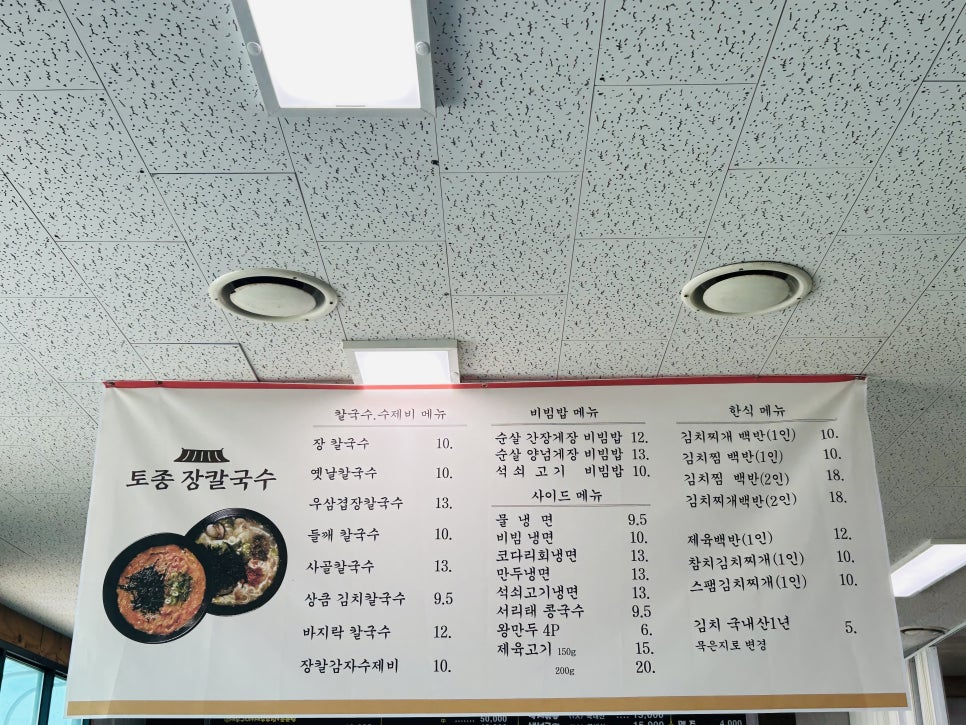 토종 장칼국수
칼국수.수제비 메뉴
장 칼국수 10.
옛날칼국수 10.
우삼겹장칼국수 13.
들깨 칼국수 10.
사골칼국수 13.
상큼 김치칼국수 9.5
바지락 칼국수 12.
장칼감자수제비 10.
비빔밥 메뉴
순살 간장게장 비빔밥 12.
순살 양념게장 비빔밥 13.
석쇠고기 비빔밥 10.
사이드 메뉴
물 냉 면 9.5
비빔 냉면 10.
코다리회냉면 13.
만두냉면 13.
석쇠고기냉면 13.
서리태 콩국수 9.5
왕만두 4P 6.
제육고기 150g 15.
200g 20.
한식 메뉴
김치찌개 백반(1인) 10.
김치찜 백반(1인) 10.
김치찜 백반(2인) 18.
김치찌개백반(2인) 18.
제육백반(1인) 12.
참치김치찌개(1인) 10.
스팸김치찌개(1인) 10.
김치 국내산1년 5.
묵은지로 변경